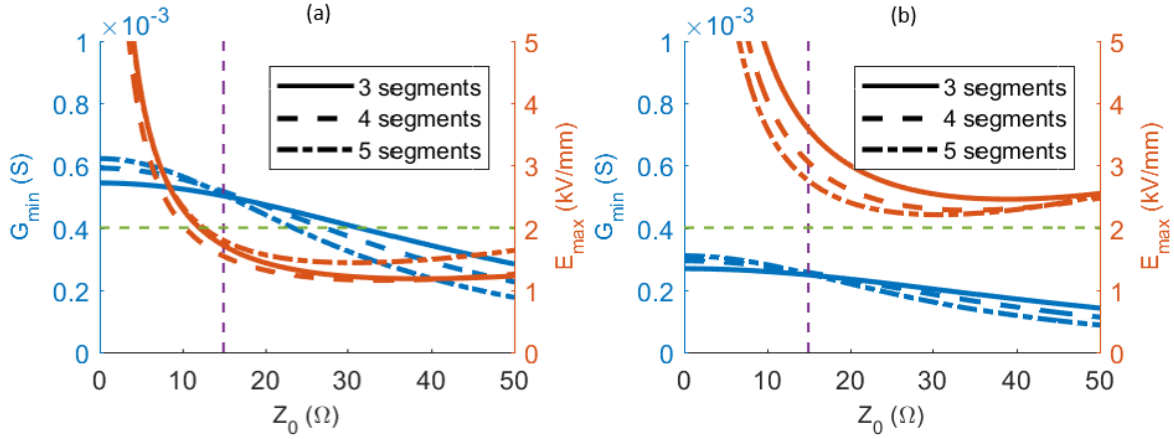 (a)
×10⁻³
1
0.8
0.6
0.4
0.2
0
G_min (S)
5
4
3
2
1
0
E_max (kV/mm)
0 10 20 30 40 50
Z_0 (Ω)
3 segments
4 segments
5 segments
(b)
×10⁻³
1
0.8
0.6
0.4
0.2
0
G_min (S)
5
4
3
2
1
0
E_max (kV/mm)
0 10 20 30 40 50
Z_0 (Ω)
3 segments
4 segments
5 segments